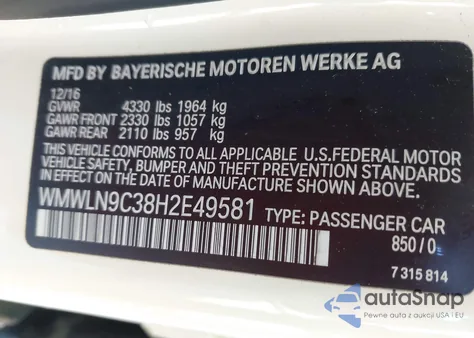 MFD BY BAYERISCHE MOTOREN WERKE AG
12/16
GVWR 4330 lbs 1964 kg
GAWR FRONT 2330 lbs 1057 kg
GAWR REAR 2110 lbs 957 kg
THIS VEHICLE CONFORMS TO ALL APPLICABLE U.S.FEDERAL MOTOR
VEHICLE SAFETY, BUMPER, AND THEFT PREVENTION STANDARDS
IN EFFECT ON THE DATE OF MANUFACTURE SHOWN ABOVE.
WMWLN9C38H2E49581 TYPE: PASSENGER CAR
850/0
7 315 814
autoSnap
Pewne auta z aukcji USA i EU